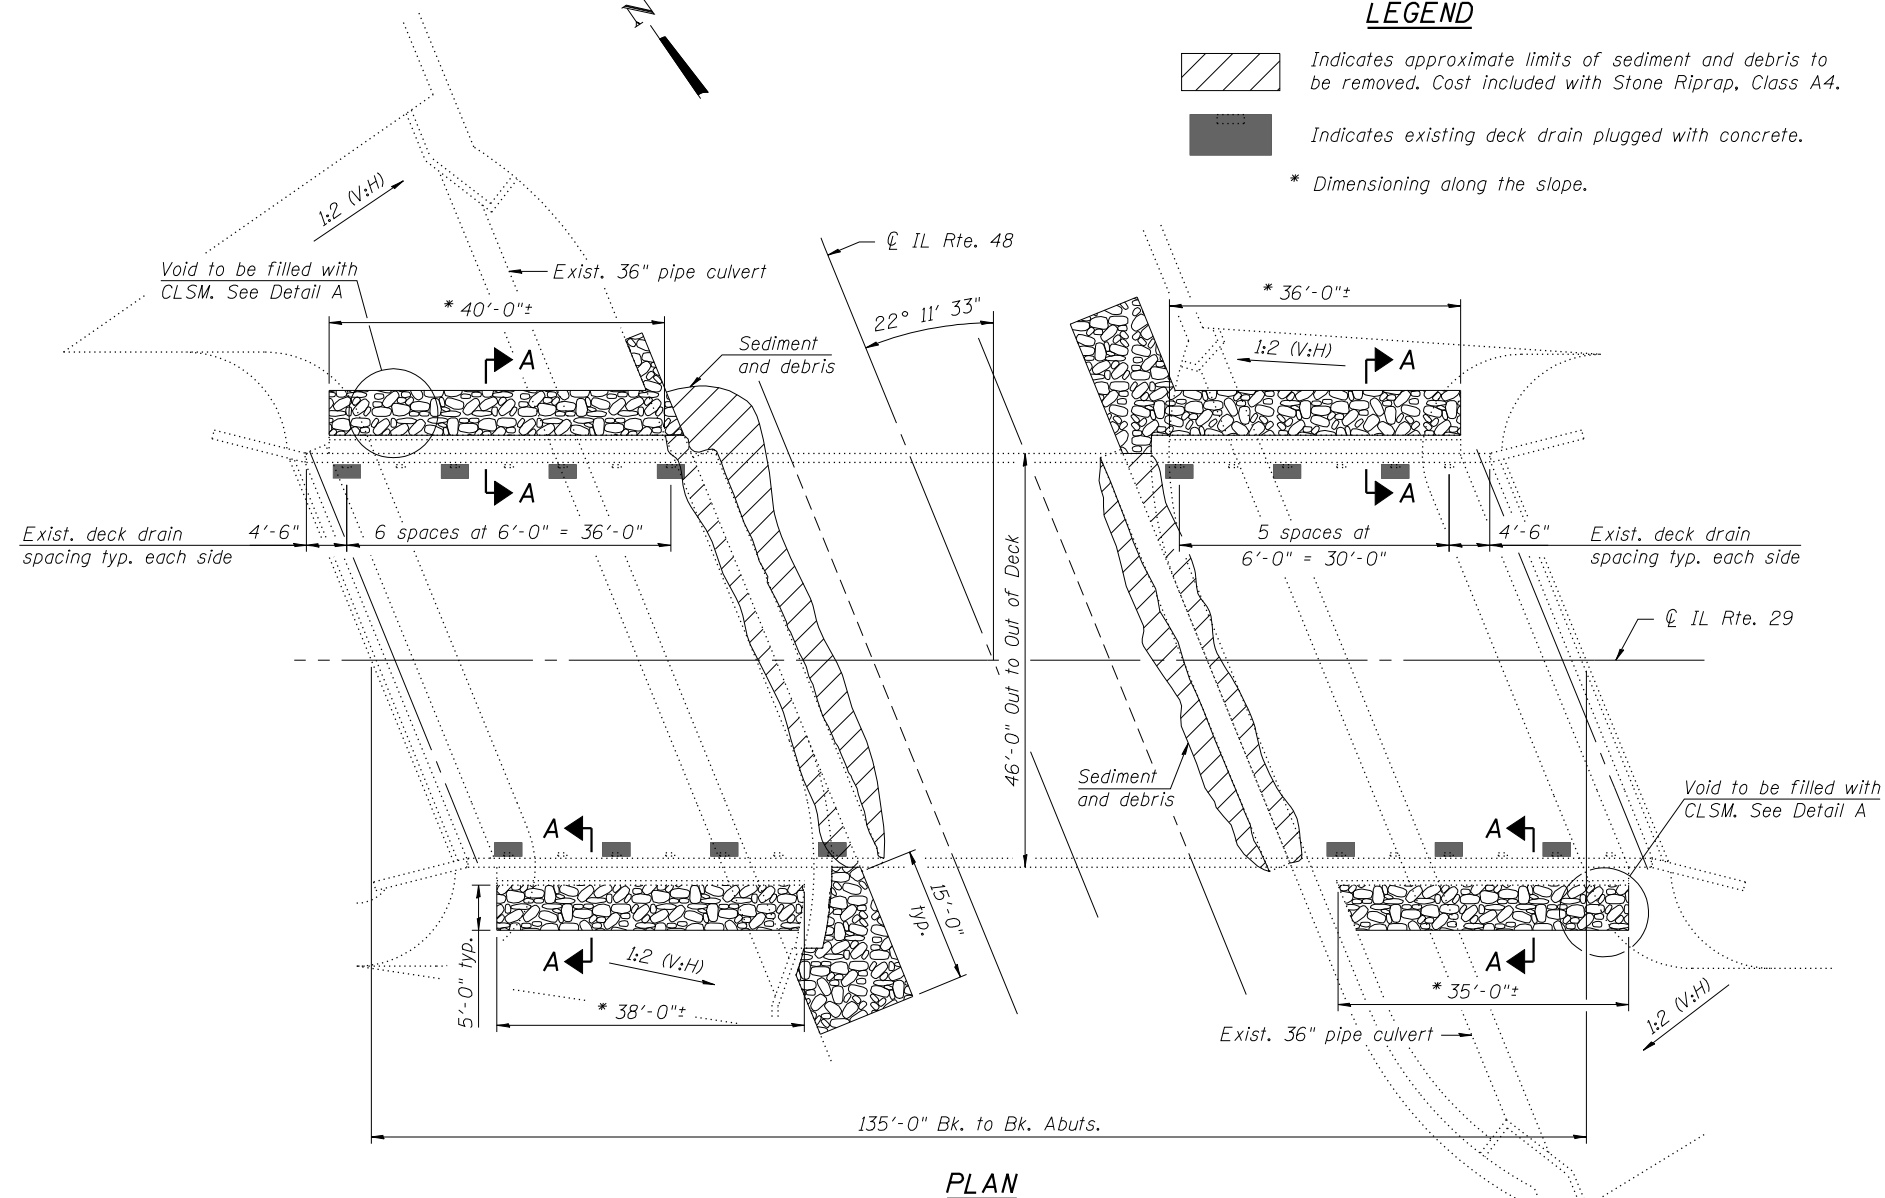 N
LEGEND
Indicates approximate limits of sediment and debris to
be removed. Cost included with Stone Riprap, Class A4.
Indicates existing deck drain plugged with concrete.
* Dimensioning along the slope.
1:2 (V:H)
℄ IL Rte. 48
Void to be filled with
CLSM. See Detail A
Exist. 36" pipe culvert
* 40'-0"±
22° 11' 33"
* 36'-0"±
Sediment
and debris
1:2 (V:H)
A
A
A
A
Exist. deck drain
spacing typ. each side
4'-6"
6 spaces at 6'-0" = 36'-0"
5 spaces at
6'-0" = 30'-0"
4'-6"
Exist. deck drain
spacing typ. each side
46'-0" Out to Out of Deck
℄ IL Rte. 29
Sediment
and debris
Void to be filled with
CLSM. See Detail A
A
A
15'-0"
typ.
5'-0" typ.
A
1:2 (V:H)
A
* 38'-0"±
* 35'-0"±
1:2 (V:H)
Exist. 36" pipe culvert
135'-0" Bk. to Bk. Abuts.
PLAN